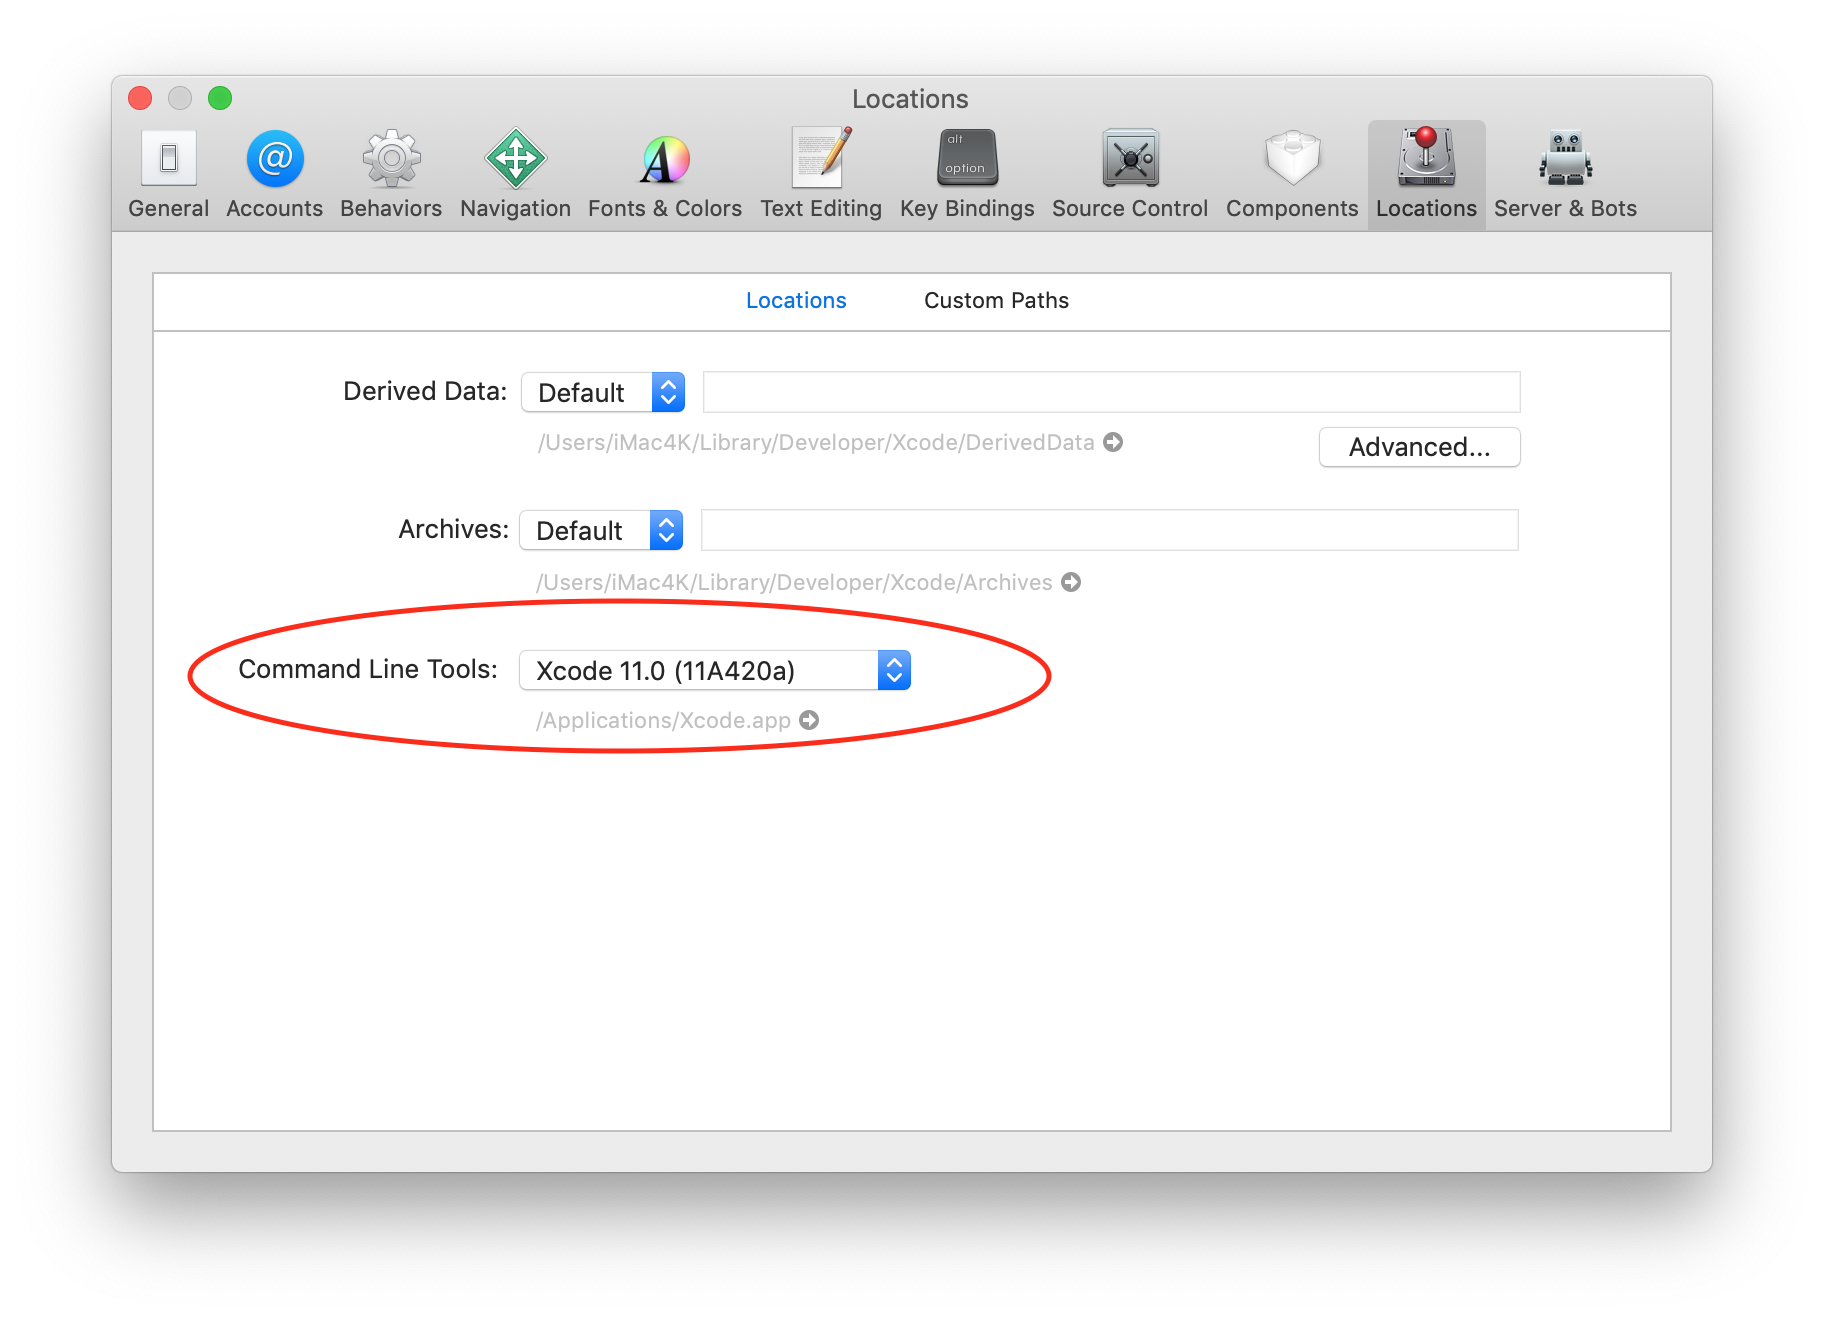 Locations
alt
option
General Accounts Behaviors Navigation Fonts & Colors Text Editing Key Bindings Source Control Components Locations Server & Bots
Locations Custom Paths
Derived Data: Default
/Users/iMac4K/Library/Developer/Xcode/DerivedData
Advanced...
Archives: Default
/Users/iMac4K/Library/Developer/Xcode/Archives
Command Line Tools: Xcode 11.0 (11A420a)
/Applications/Xcode.app